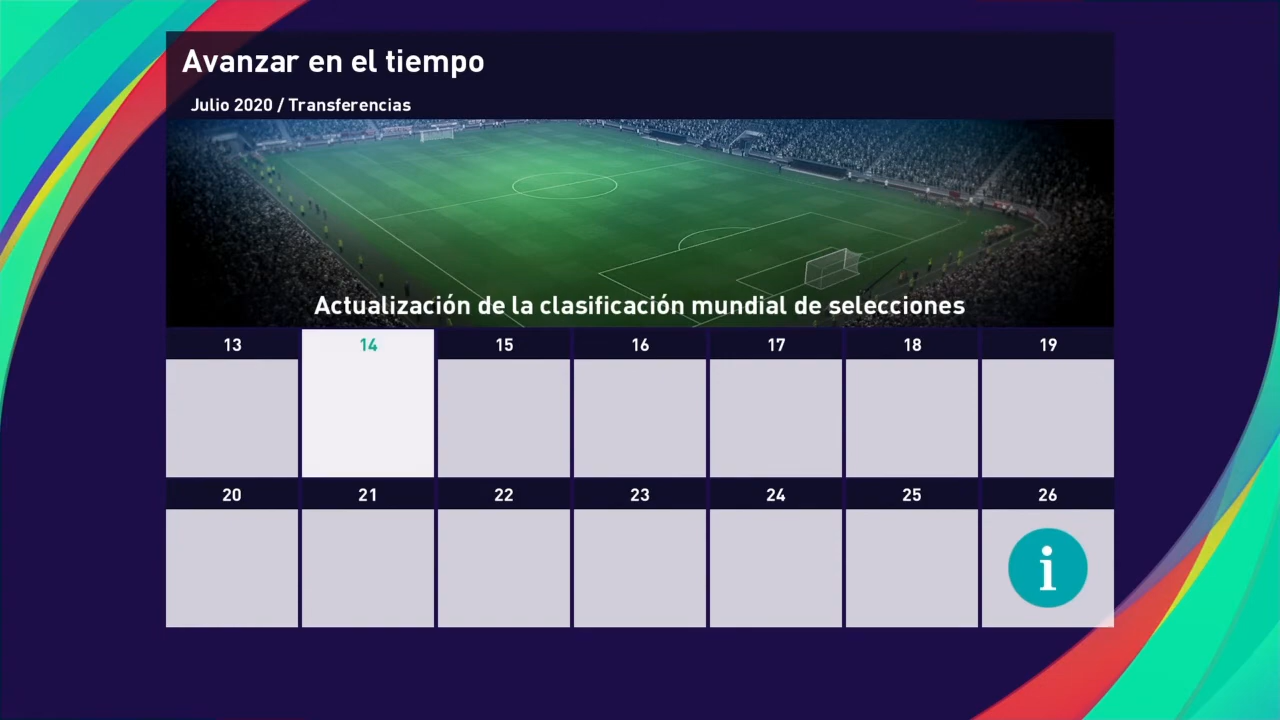 Avanzar en el tiempo
Julio 2020 / Transferencias
Actualización de la clasificación mundial de selecciones
13 14 15 16 17 18 19
20 21 22 23 24 25 26
i